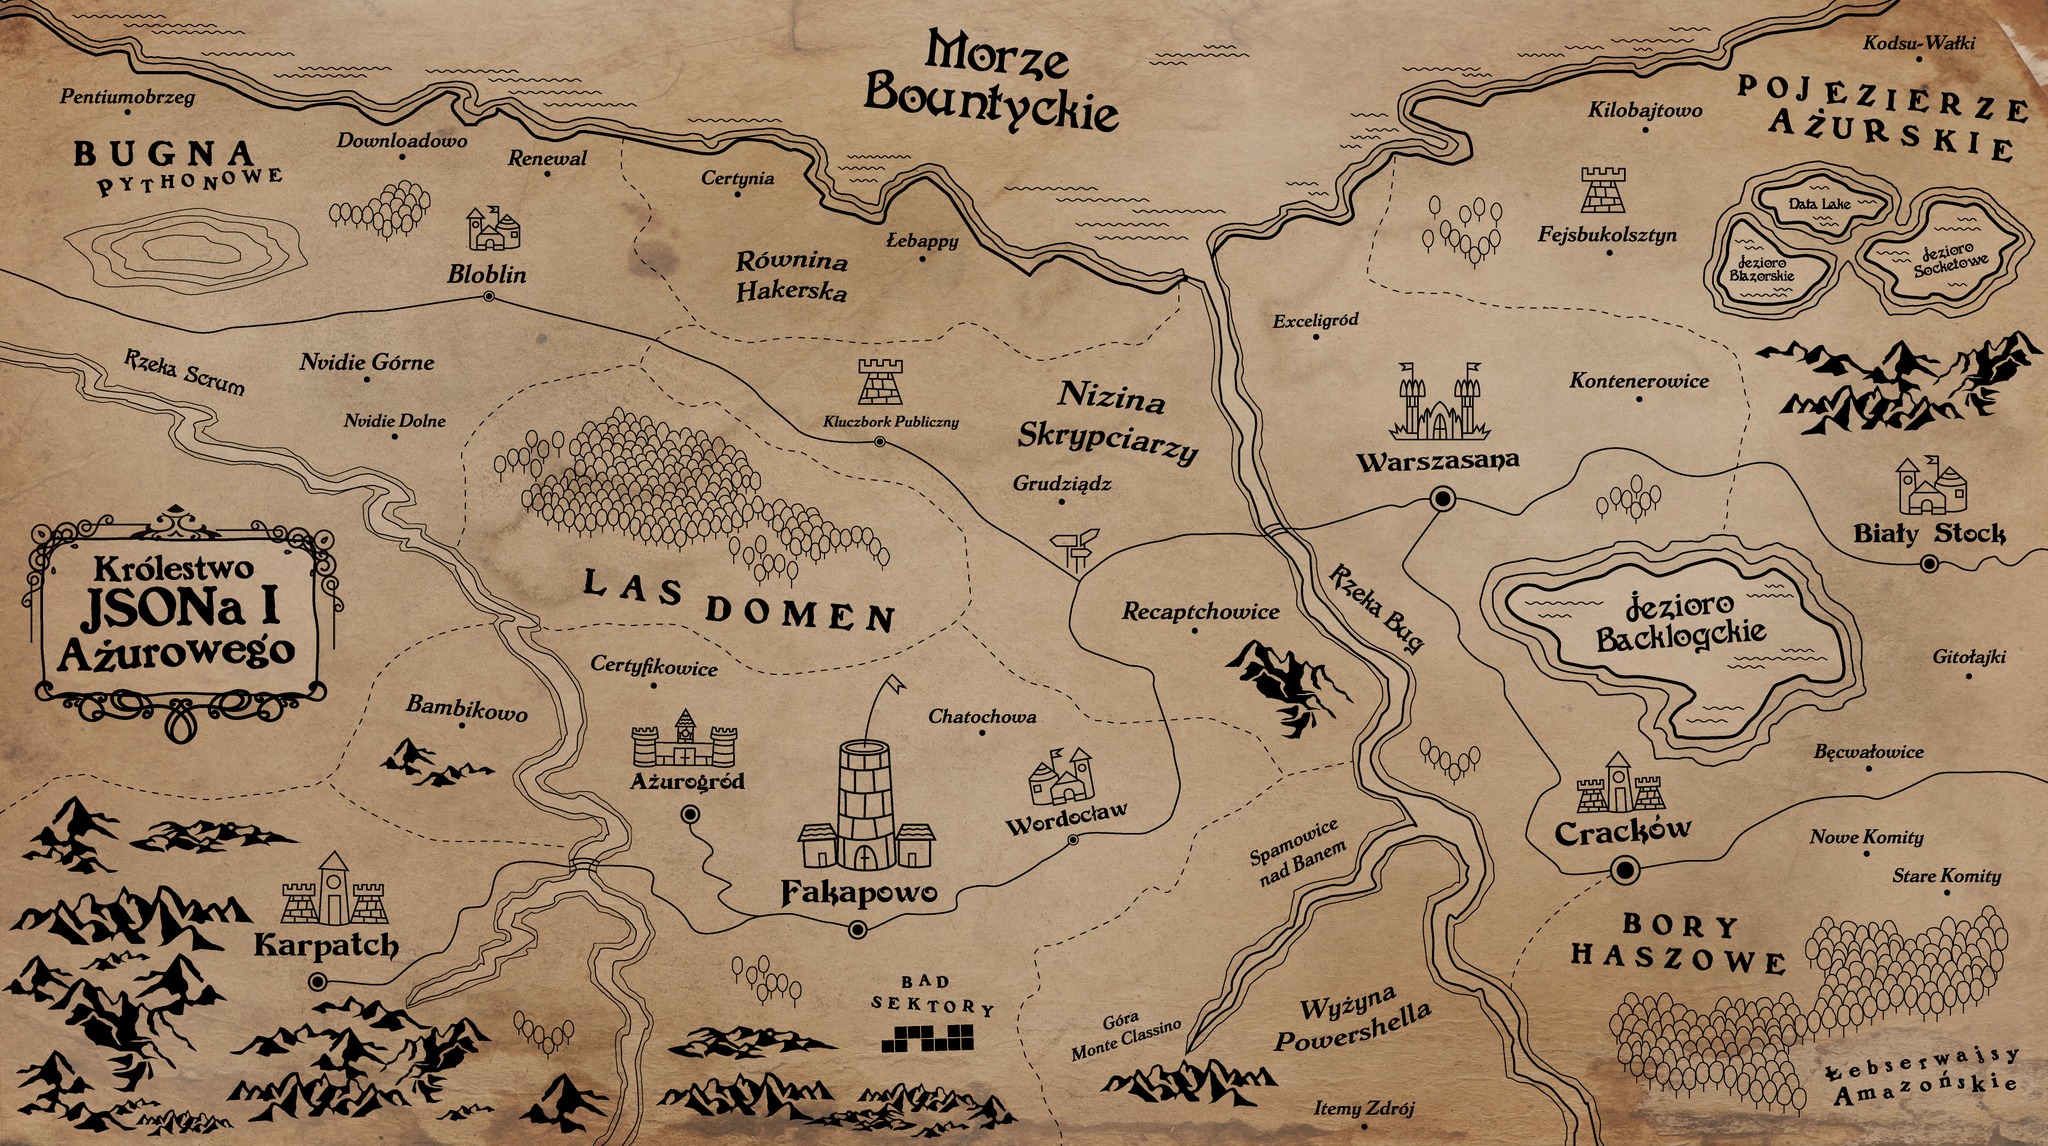 Morze
Bountyckie
Kodsu-Wałki
POJEZIERZE
AŻURSKIE
Pentiumobrzeg
Kilobajtowo
BUGNA
PYTHONOWE
Downloadowo
Renewal
Certynia
Data Lake
Fejsbukolsztyn
Łebappy
Jezioro
Blazorskie
Jezioro
Socketowe
Bloblin
Równina
Hakerska
Exceligród
Rzeka Scrum
Nvidie Górne
Kontenerowice
Nizina
Skrypciarzy
Kluczbork Publiczny
Nvidie Dolne
Warszasana
Grudziądz
Biały Stock
Królestwo
JSONa I
Ażurowego
LAS DOMEN
Recaptchowice
Rzeka Bug
Jezioro
Backlogckie
Gitołajki
Certyfikowice
Bambikowo
Chatochowa
Bęcwałowice
Ażurogród
Wordocław
Cracków
Nowe Komity
Spamowice
nad Banem
Stare Komity
Fakapowo
Karpatch
BORY
HASZOWE
BAD
SEKTORY
Góra
Monte Classino
Wyżyna
Powershella
Łebserwajsy
Amazońskie
Itemy Zdrój